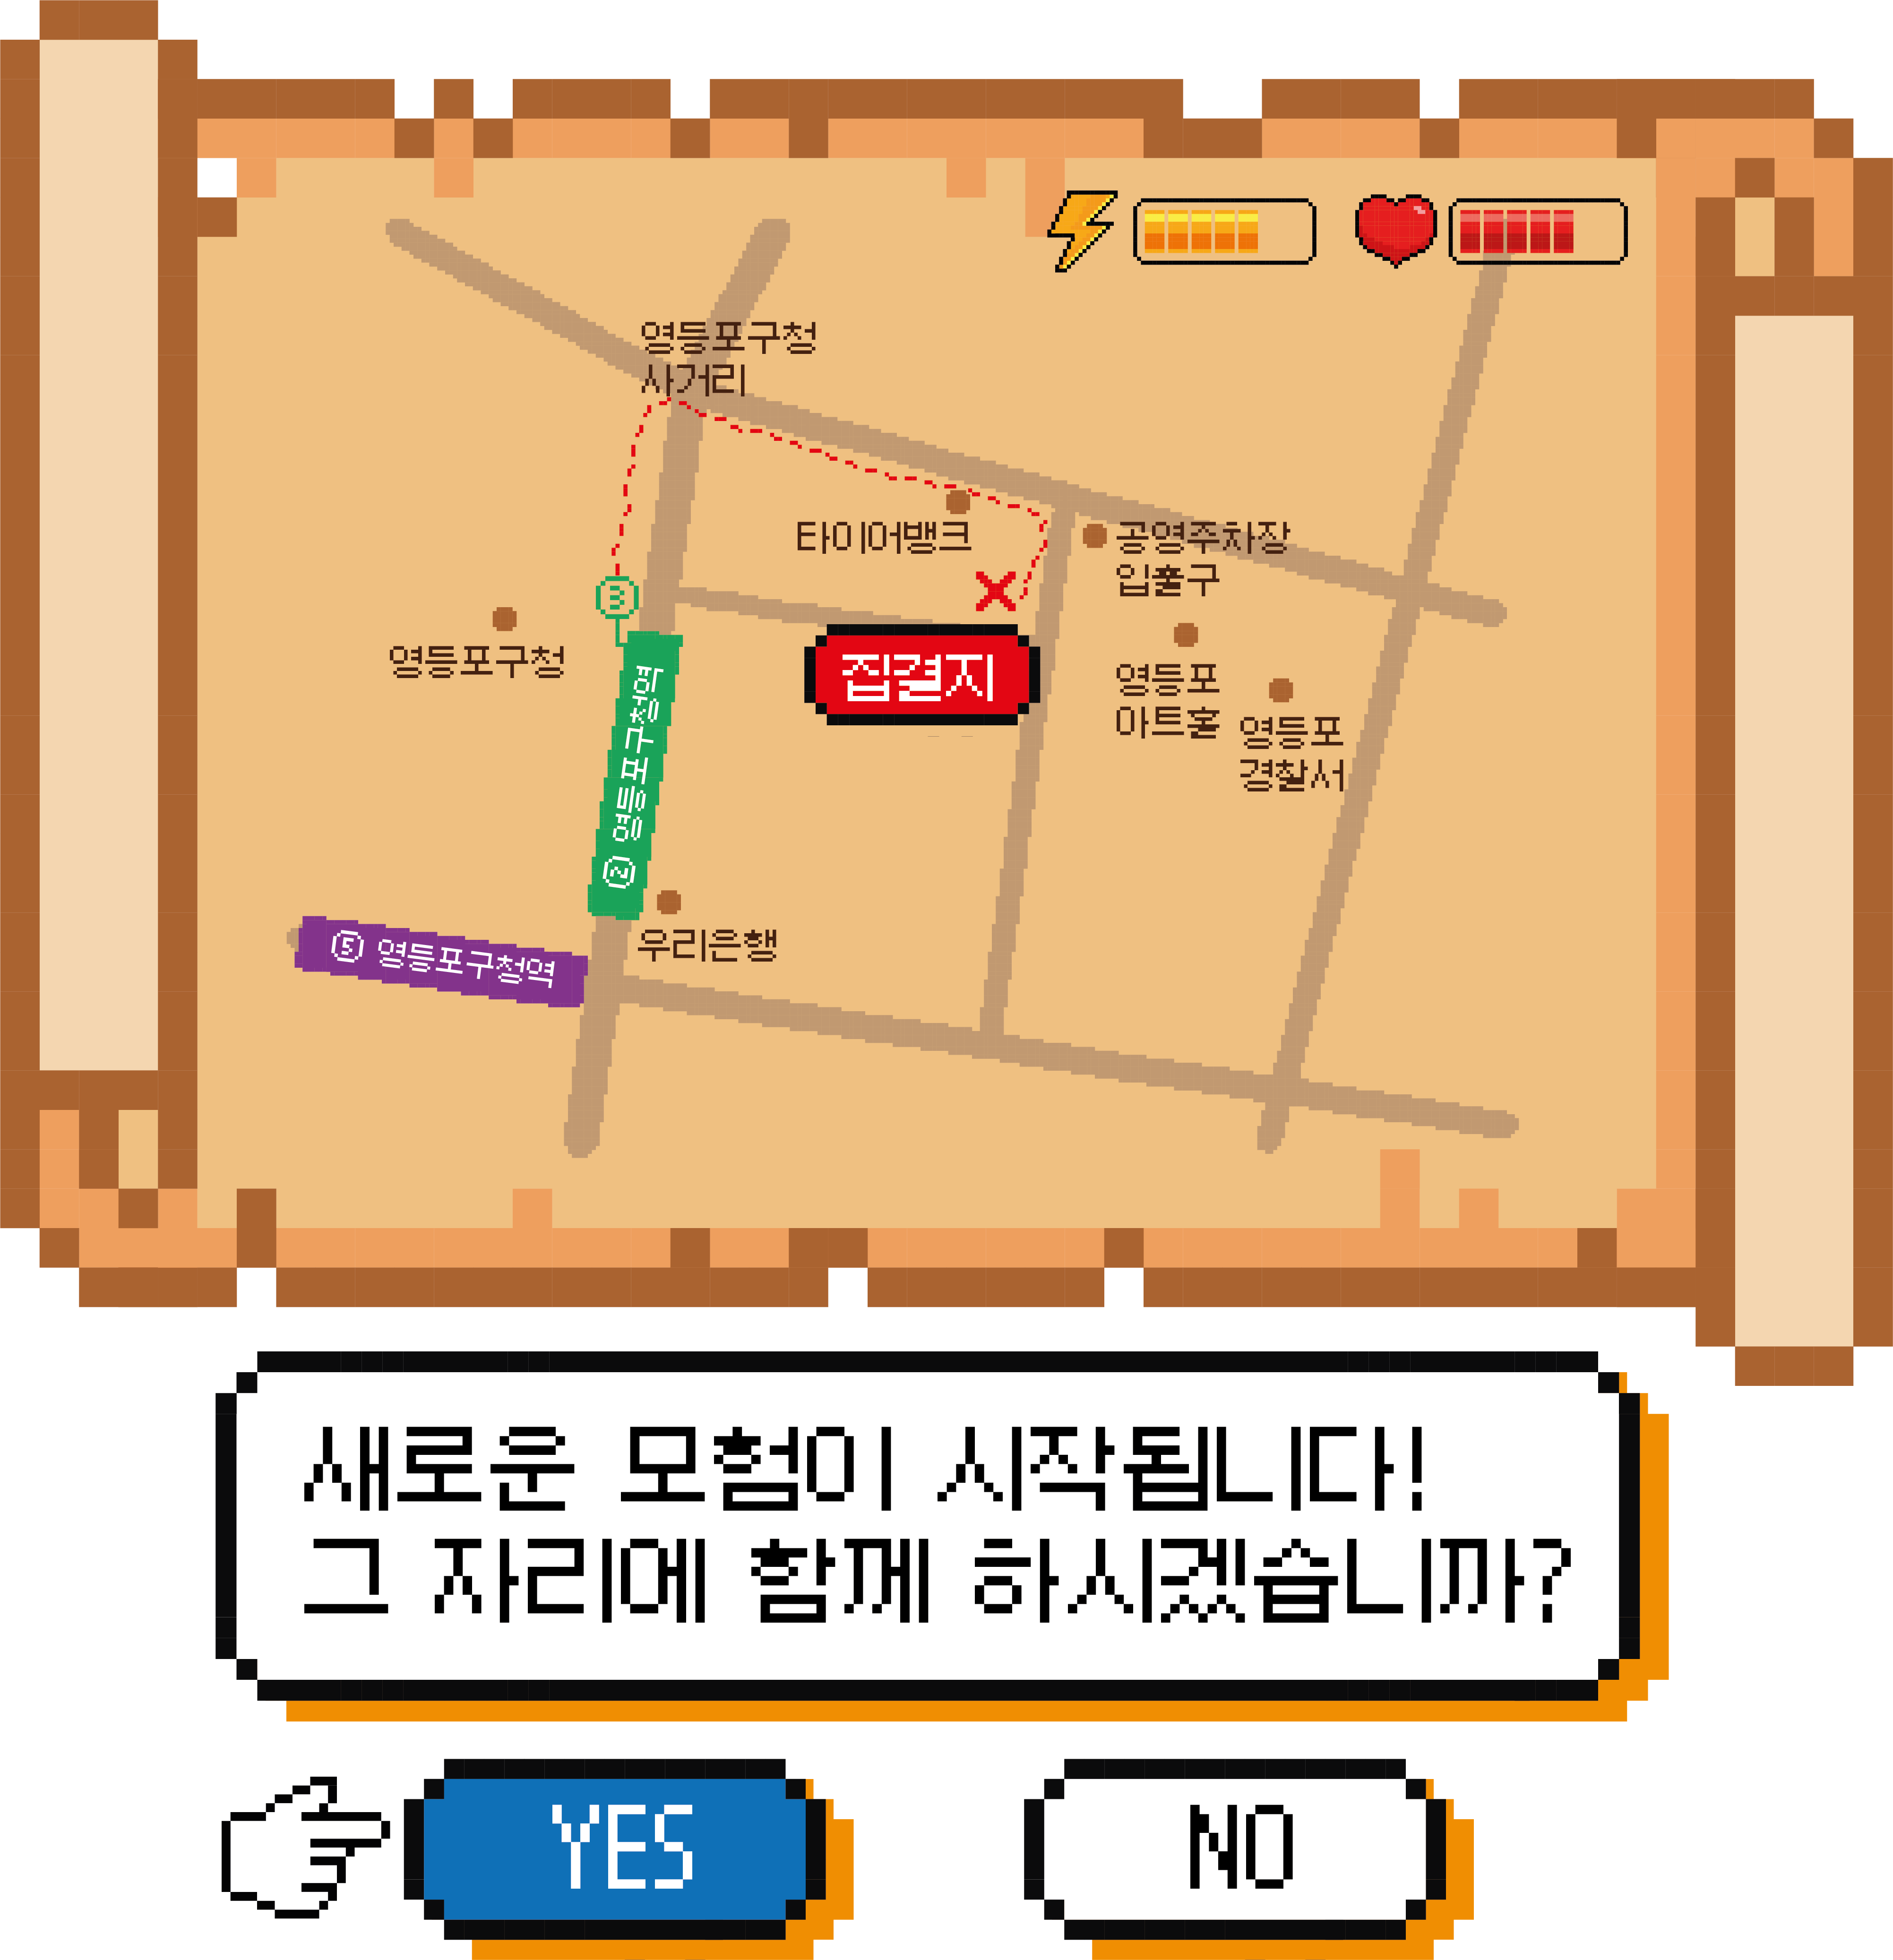 영등포구청
사거리
타이어뱅크
공영주차장
입출구
3
영등포구청
집결지
영등포
아트홀
영등포
경찰서
② 영등포구청역
우리은행
⑤ 영등포구청역
새로운 모험이 시작됩니다!
그 자리에 함께 하시겠습니까?
YES
NO